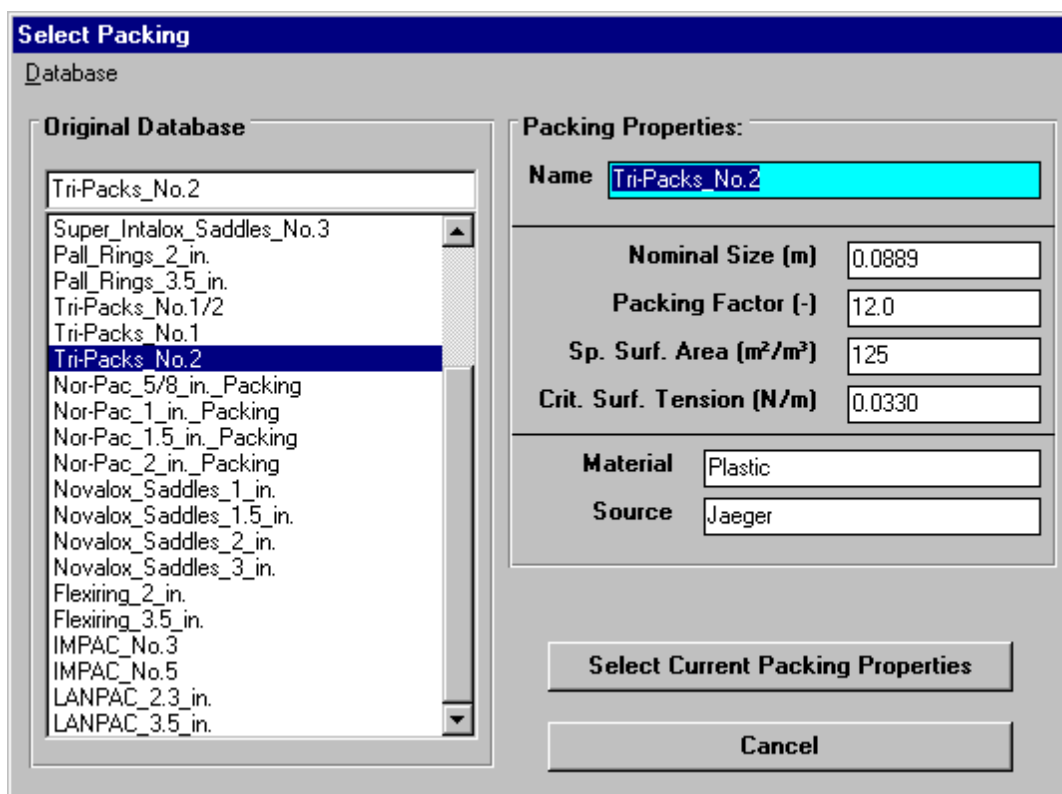 Select Packing
Database
Original Database
Tri-Packs_No.2
Super_Intalox_Saddles_No.3
Pall_Rings_2_in.
Pall_Rings_3.5_in.
Tri-Packs_No.1/2
Tri-Packs_No.1
Tri-Packs_No.2
Nor-Pac_5/8_in._Packing
Nor-Pac_1_in._Packing
Nor-Pac_1.5_in._Packing
Nor-Pac_2_in._Packing
Novalox_Saddles_1_in.
Novalox_Saddles_1.5_in.
Novalox_Saddles_2_in.
Novalox_Saddles_3_in.
Flexiring_2_in.
Flexiring_3.5_in.
IMPAC_No.3
IMPAC_No.5
LANPAC_2.3_in.
LANPAC_3.5_in.
Packing Properties:
Name Tri-Packs_No.2
Nominal Size (m) 0.0889
Packing Factor (-) 12.0
Sp. Surf. Area (m²/m³) 125
Crit. Surf. Tension (N/m) 0.0330
Material Plastic
Source Jaeger
Select Current Packing Properties
Cancel